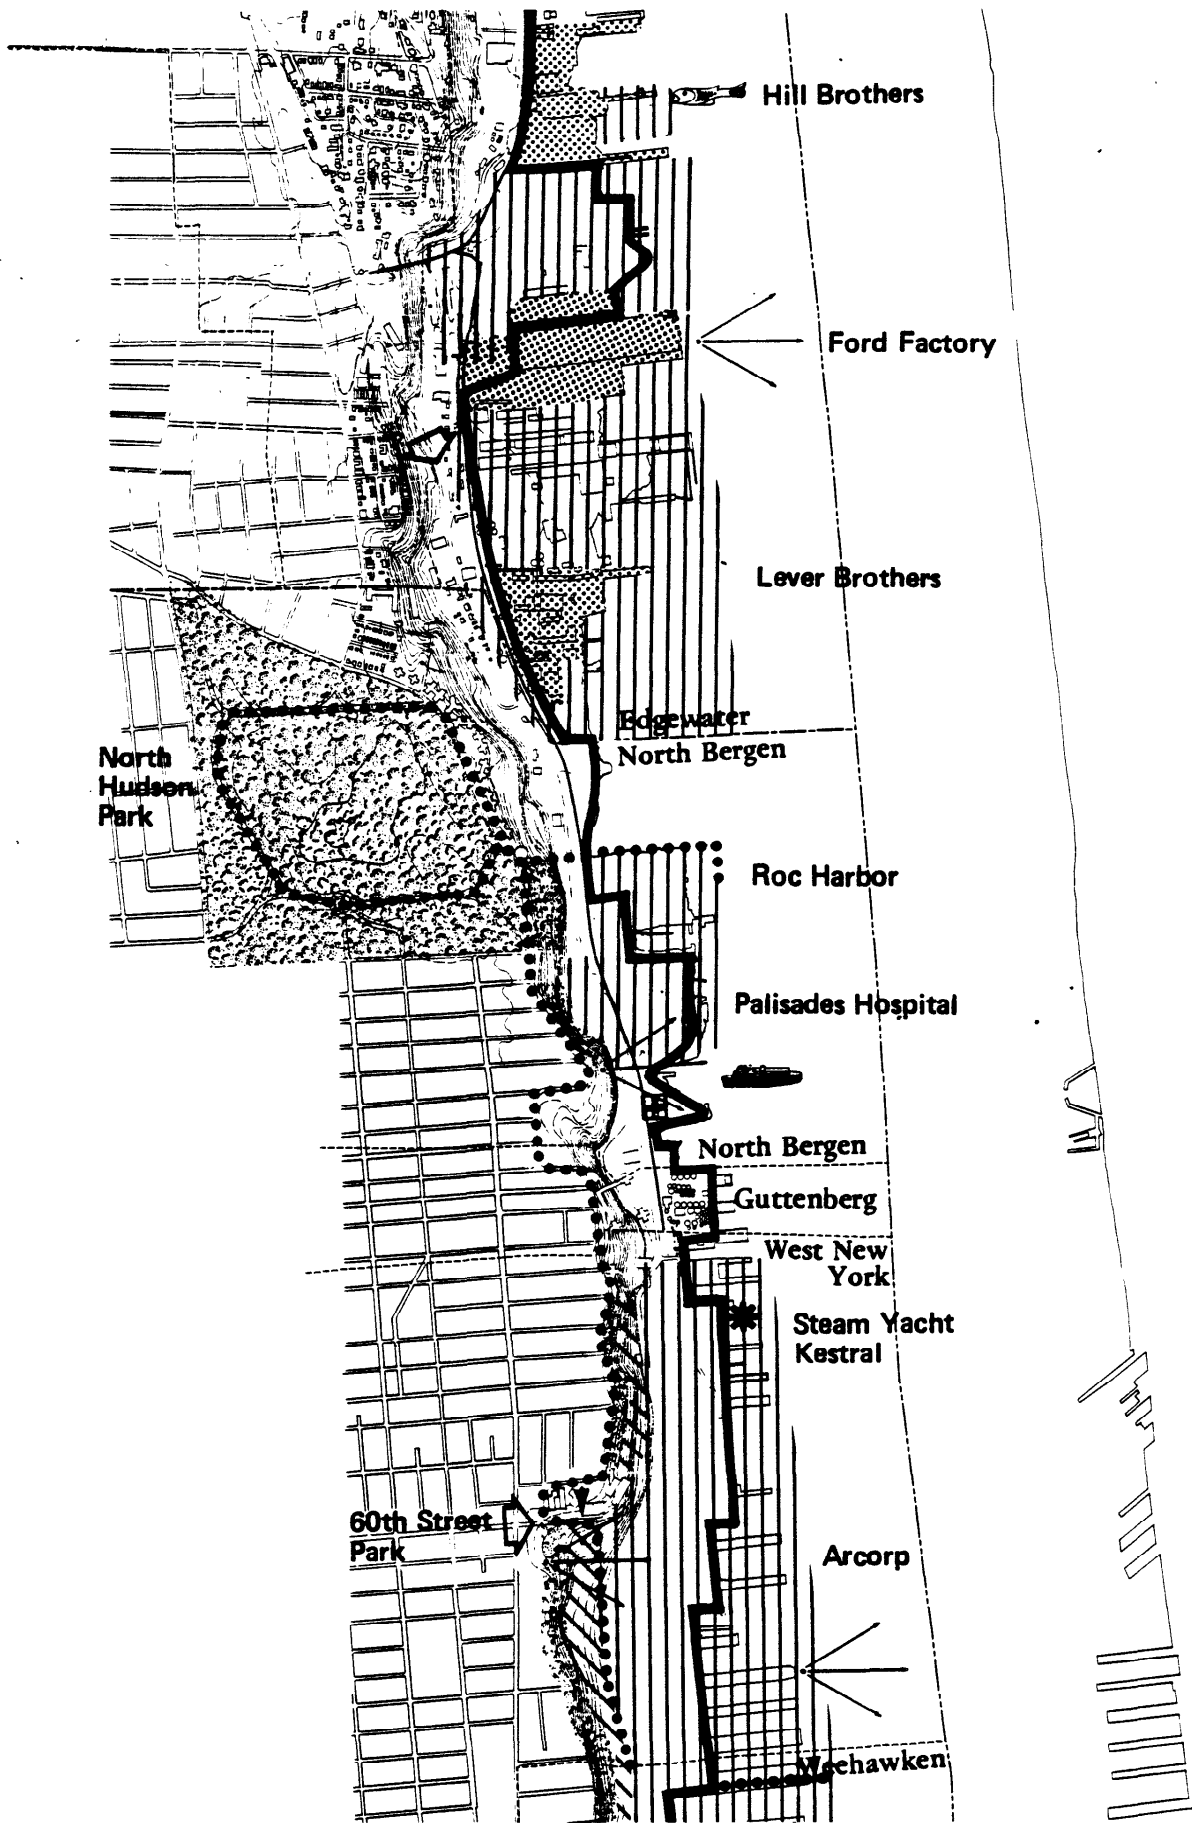 Hill Brothers
Ford Factory
Lever Brothers
Edgewater
North Bergen
North
Hudson
Park
Roc Harbor
Palisades Hospital
North Bergen
Guttenberg
West New
York
Steam Yacht
Kestral
60th Street
Park
Arcorp
Weehawken